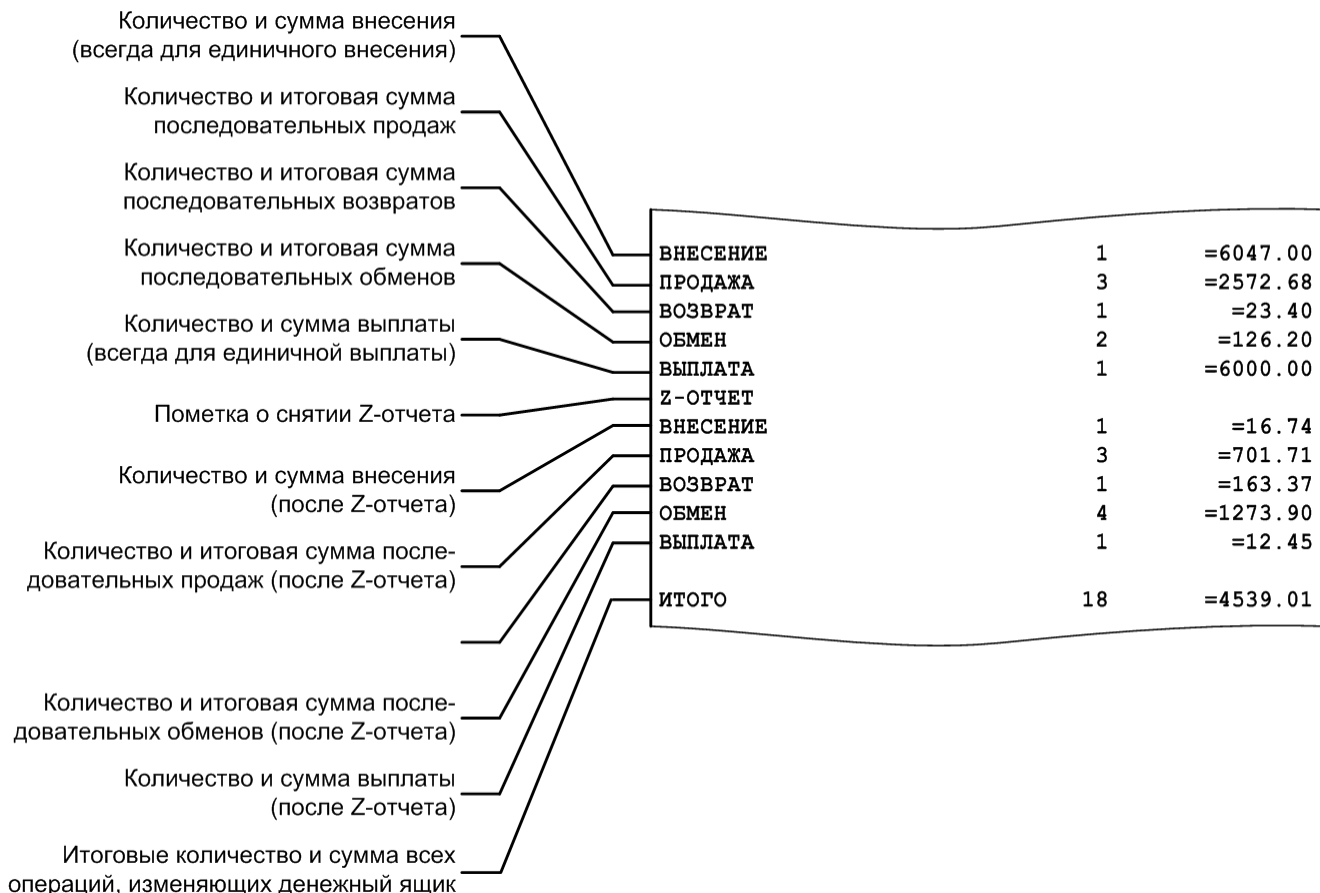 Количество и сумма внесения
(всегда для единичного внесения)
Количество и итоговая сумма
последовательных продаж
Количество и итоговая сумма
последовательных возвратов
Количество и итоговая сумма
последовательных обменов
Количество и сумма выплаты
(всегда для единичной выплаты)
Пометка о снятии Z-отчета
Количество и сумма внесения
(после Z-отчета)
Количество и итоговая сумма после-
довательных продаж (после Z-отчета)
Количество и итоговая сумма после-
довательных обменов (после Z-отчета)
Количество и сумма выплаты
(после Z-отчета)
Итоговые количество и сумма всех
операций, изменяющих денежный ящик
ВНЕСЕНИЕ 1 =6047.00
ПРОДАЖА 3 =2572.68
ВОЗВРАТ 1 =23.40
ОБМЕН 2 =126.20
ВЫПЛАТА 1 =6000.00
Z-ОТЧЕТ
ВНЕСЕНИЕ 1 =16.74
ПРОДАЖА 3 =701.71
ВОЗВРАТ 1 =163.37
ОБМЕН 4 =1273.90
ВЫПЛАТА 1 =12.45
ИТОГО 18 =4539.01